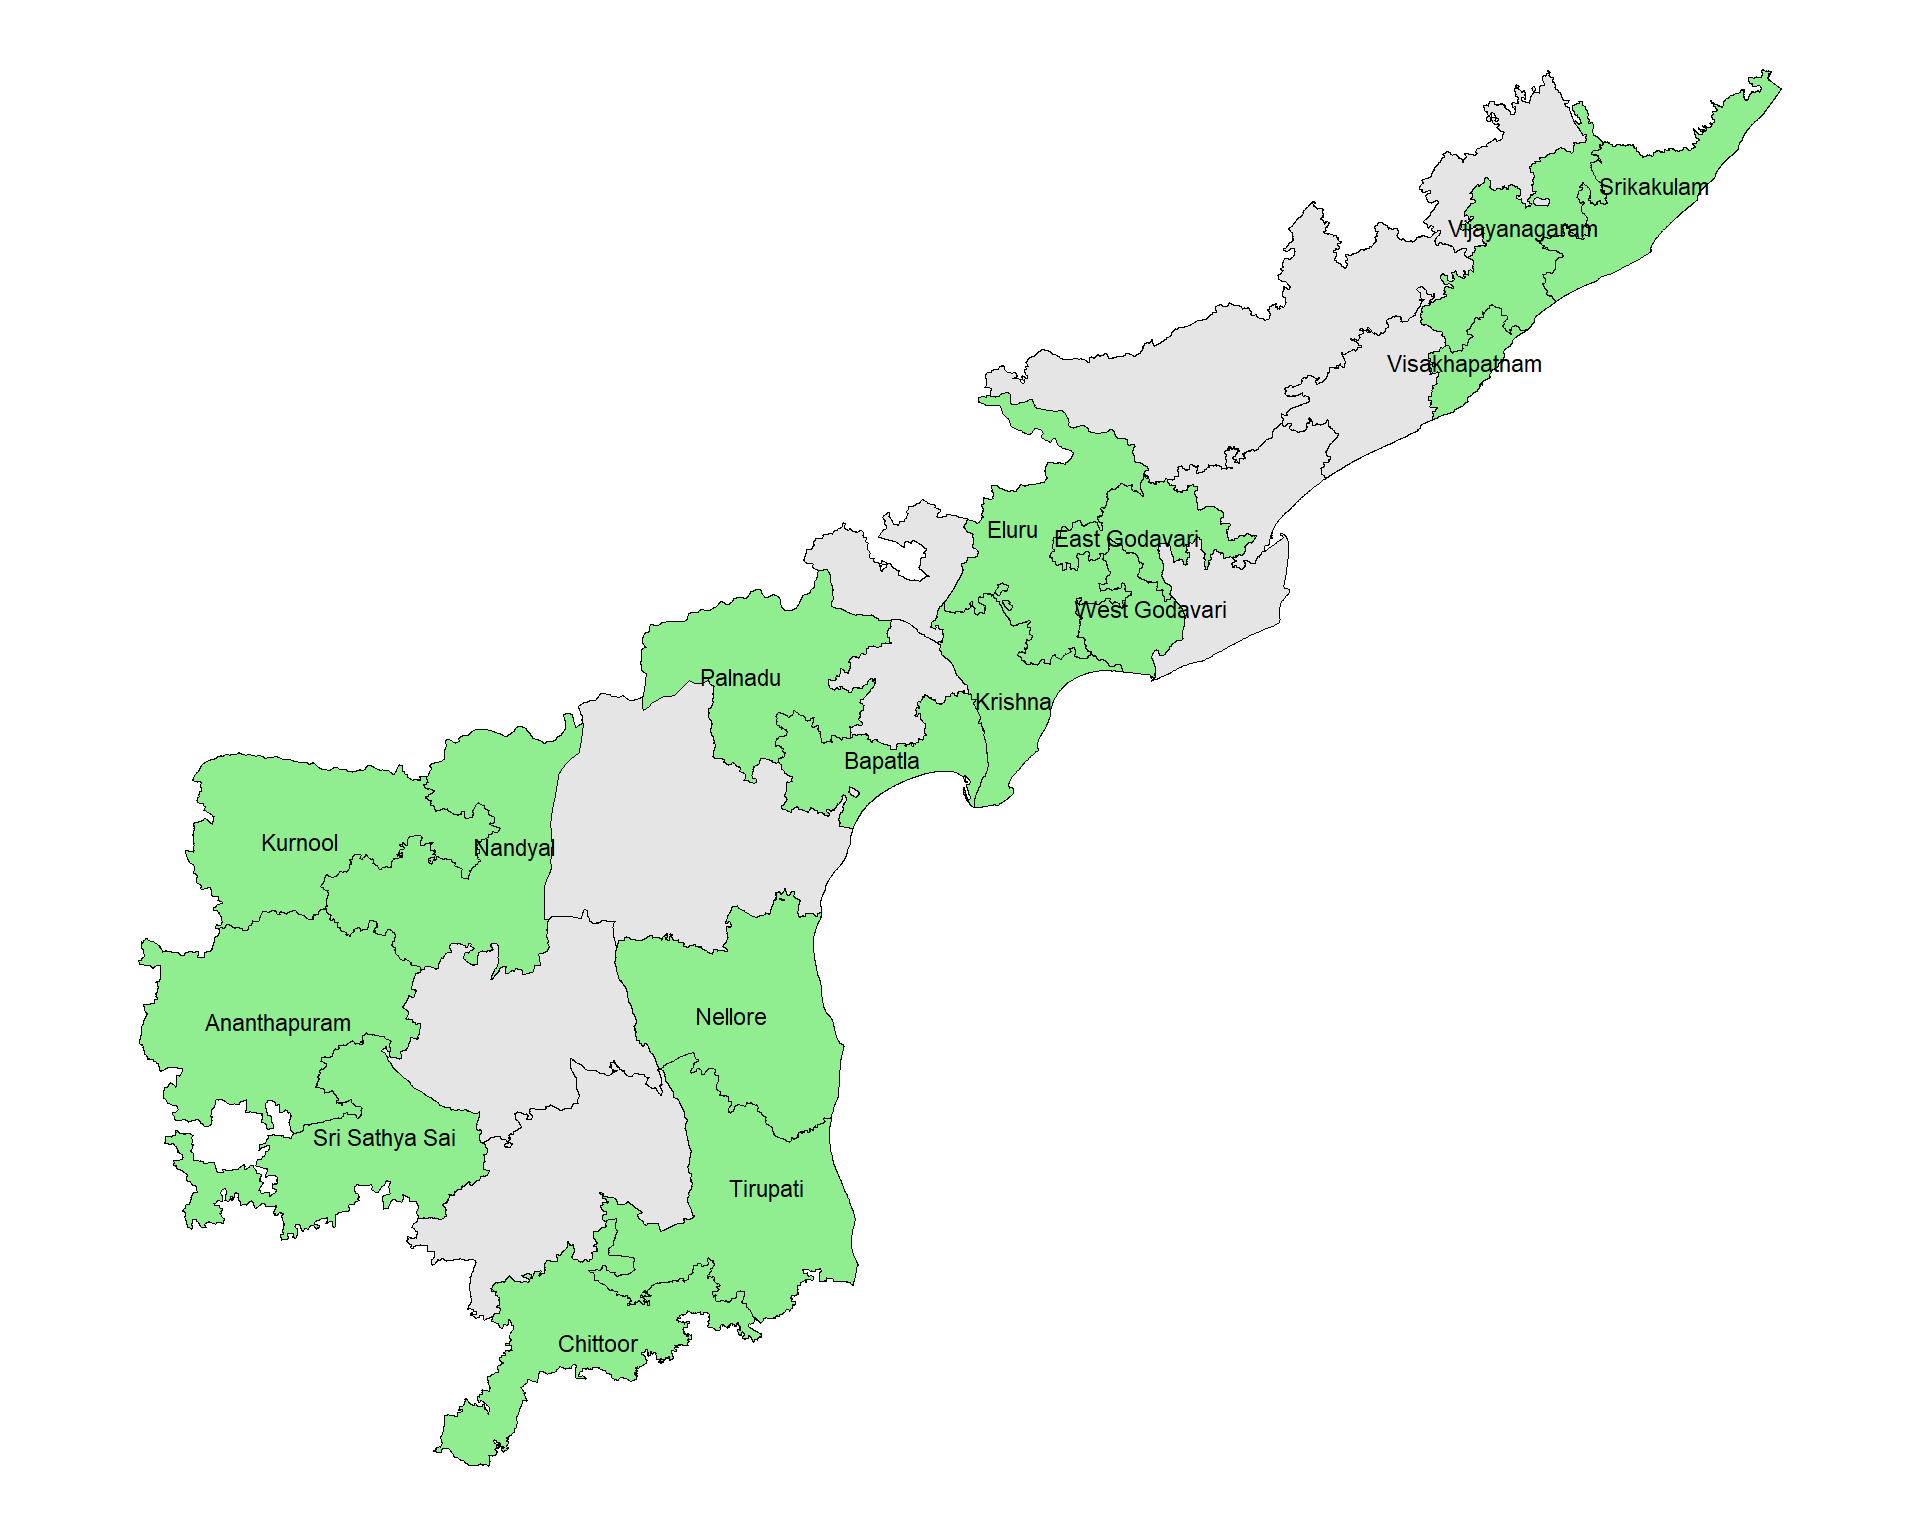 Srikakulam
Vijayanagaram
Visakhapatnam
Eluru
East Godavari
West Godavari
Palnadu
Krishna
Bapatla
Kurnool
Nandyal
Ananthapuram
Nellore
Sri Sathya Sai
Tirupati
Chittoor